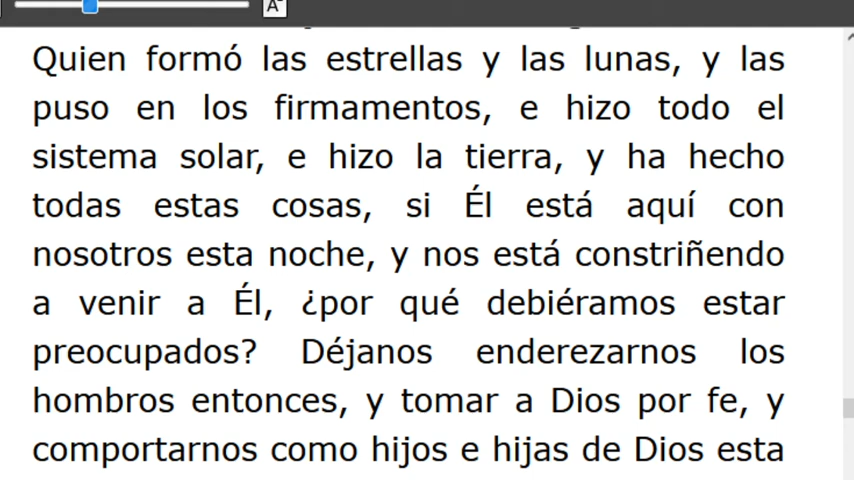 A
Quien formó las estrellas y las lunas, y las
puso en los firmamentos, e hizo todo el
sistema solar, e hizo la tierra, y ha hecho
todas estas cosas, si Él está aquí con
nosotros esta noche, y nos está constriñendo
a venir a Él, ¿por qué debiéramos estar
preocupados? Déjanos enderezarnos los
hombros entonces, y tomar a Dios por fe, y
comportarnos como hijos e hijas de Dios esta